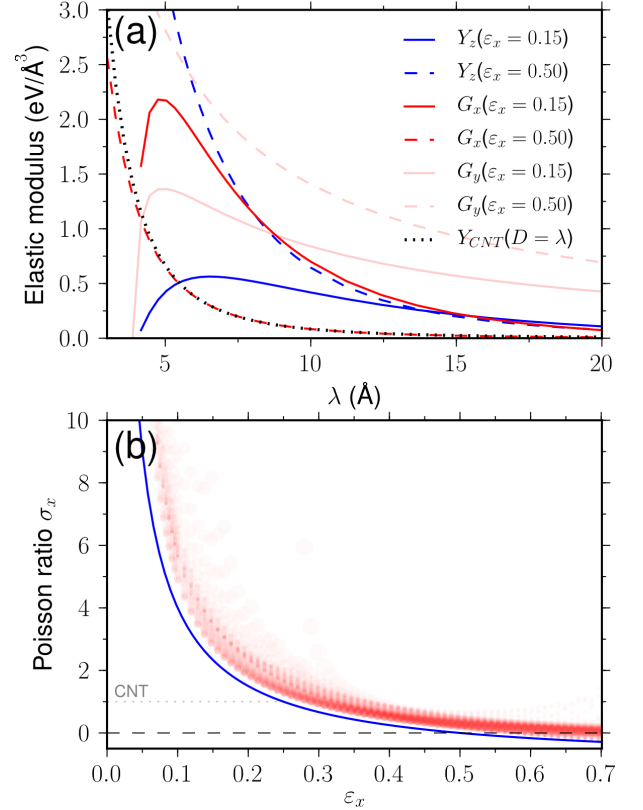 (a)
Elastic modulus (eV/Å³)
3.0
2.5
2.0
1.5
1.0
0.5
0.0
Y_z(ε_x = 0.15)
Y_z(ε_x = 0.50)
G_x(ε_x = 0.15)
G_x(ε_x = 0.50)
G_y(ε_x = 0.15)
G_y(ε_x = 0.50)
Y_CNT(D = λ)
5 10 15 20
λ (Å)
(b)
Poisson ratio σ_x
10
8
6
4
2
0
CNT
0.0 0.1 0.2 0.3 0.4 0.5 0.6 0.7
ε_x